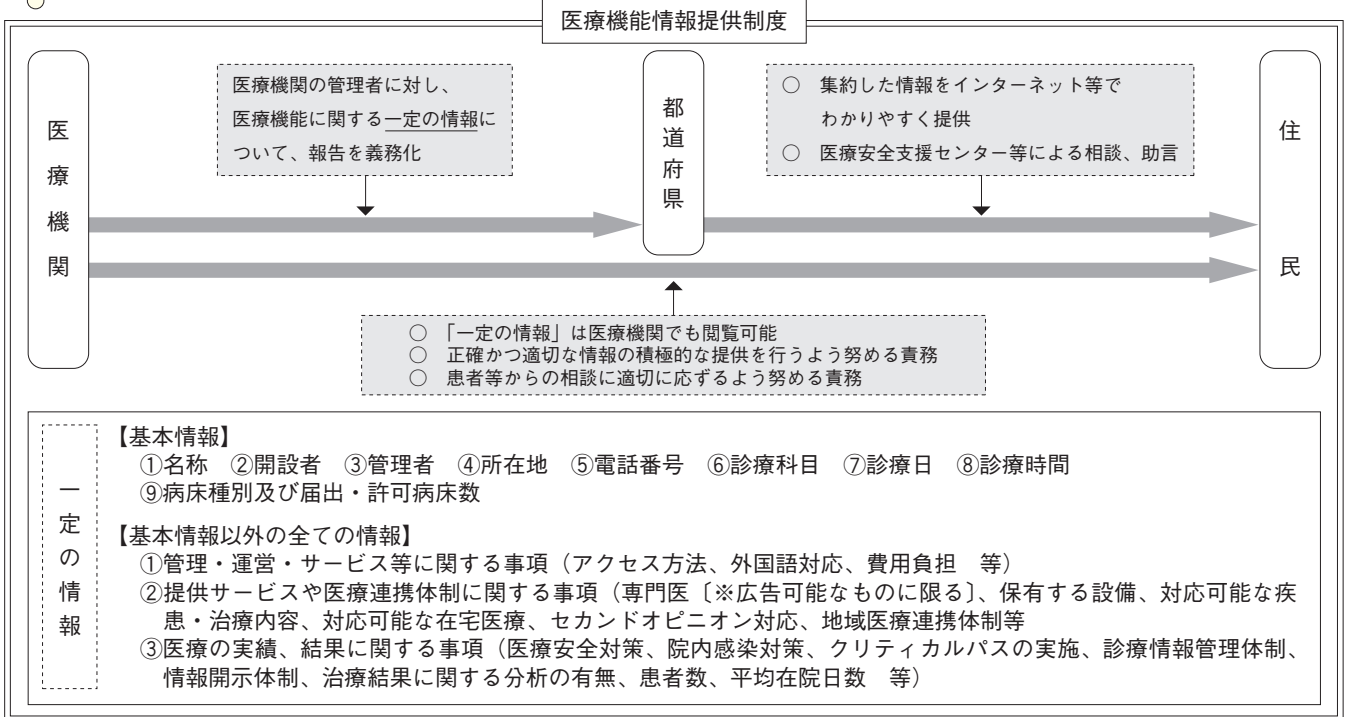 医療機能情報提供制度
医療機関
医療機関の管理者に対し、
医療機能に関する一定の情報に
ついて、報告を義務化
都道府県
○ 集約した情報をインターネット等で
わかりやすく提供
○ 医療安全支援センター等による相談、助言
住民
○ 「一定の情報」は医療機関でも閲覧可能
○ 正確かつ適切な情報の積極的な提供を行うよう努める責務
○ 患者等からの相談に適切に応ずるよう努める責務
一定の情報
【基本情報】
①名称 ②開設者 ③管理者 ④所在地 ⑤電話番号 ⑥診療科目 ⑦診療日 ⑧診療時間
⑨病床種別及び届出・許可病床数
【基本情報以外の全ての情報】
①管理・運営・サービス等に関する事項（アクセス方法、外国語対応、費用負担 等）
②提供サービスや医療連携体制に関する事項（専門医〔※広告可能なものに限る〕、保有する設備、対応可能な疾
患・治療内容、対応可能な在宅医療、セカンドオピニオン対応、地域医療連携体制等
③医療の実績、結果に関する事項（医療安全対策、院内感染対策、クリティカルパスの実施、診療情報管理体制、
情報開示体制、治療結果に関する分析の有無、患者数、平均在院日数 等）